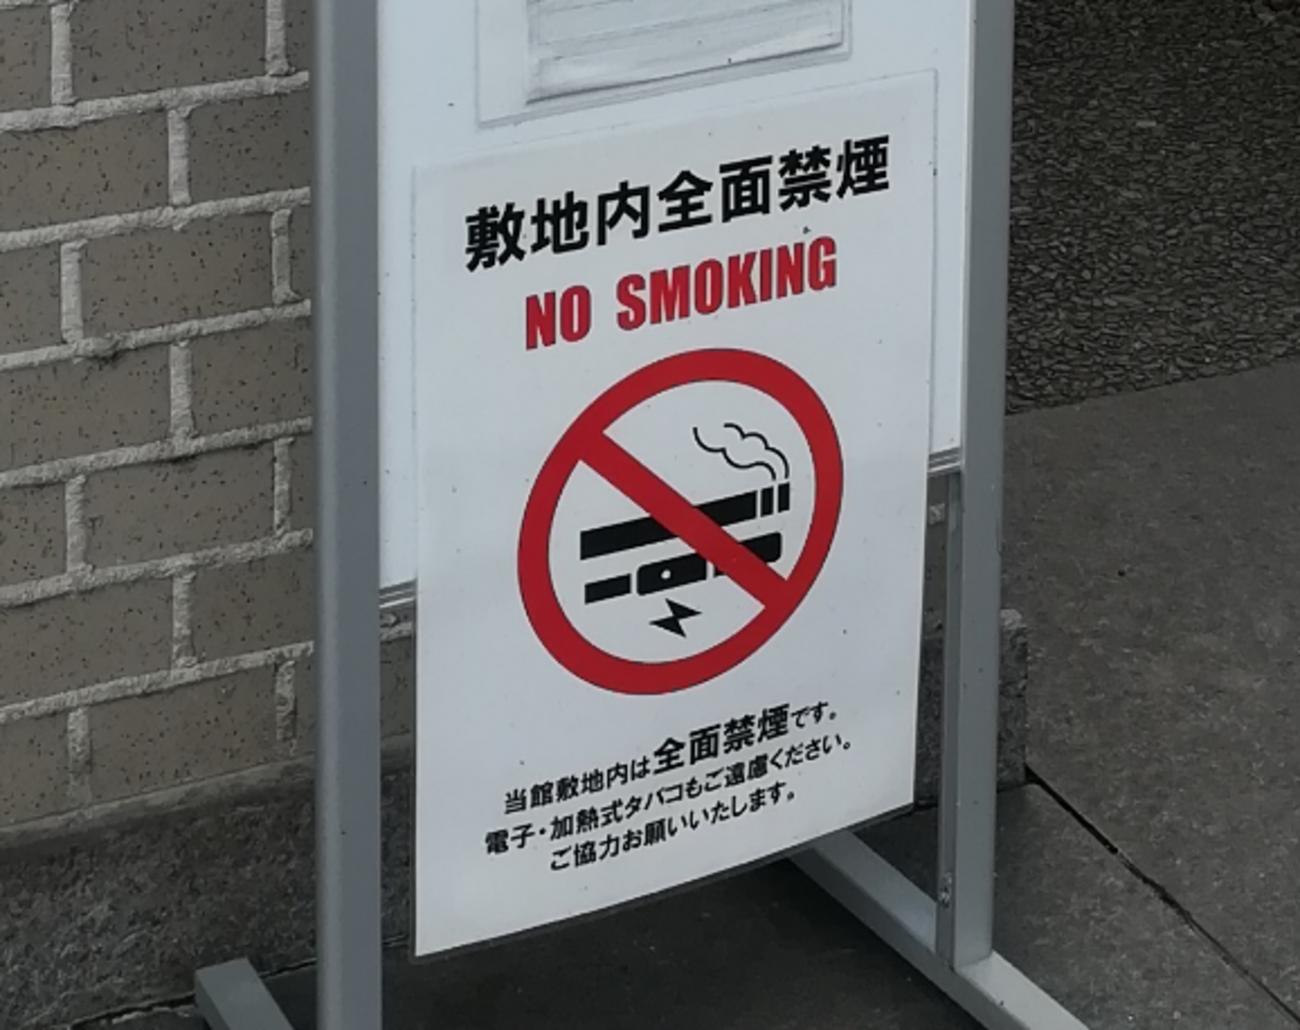 敷地内全面禁煙
NO SMOKING
当館敷地内は全面禁煙です。
電子・加熱式タバコもご遠慮ください。
ご協力お願いいたします。